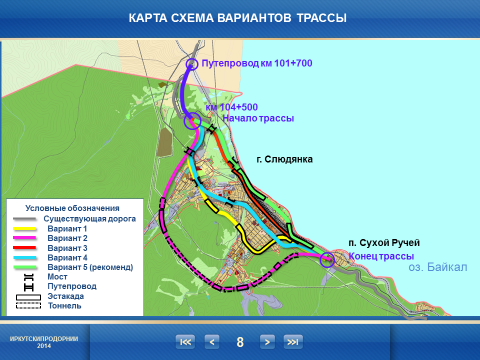 КАРТА СХЕМА ВАРИАНТОВ ТРАССЫ
Путепровод км 101+700
км 104+500
Начало трассы
г. Слюдянка
п. Сухой Ручей
Конец трассы
оз. Байкал
Условные обозначения
Существующая дорога
Вариант 1
Вариант 2
Вариант 3
Вариант 4
Вариант 5 (рекоменд)
Мост
Путепровод
Эстакада
Тоннель
ИРКУТСКГИПРОДОРНИИ
2014
8